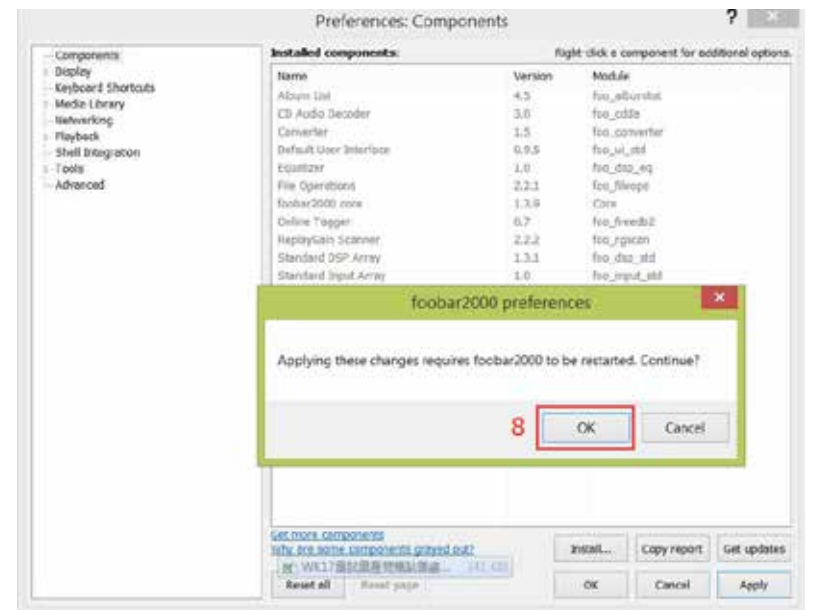 Preferences: Components
?
Components
Display
Keyboard Shortcuts
Media Library
Networking
Playback
Shell Integration
Tools
Advanced
Installed components:
Right-click a component for additional options.
Name Version Module
Album List 4.5 foo_albumlist
CD Audio Decoder 3.0 foo_cdda
Converter 1.5 foo_converter
Default User Interface 0.9.5 foo_ui_std
Equalizer 1.0 foo_dsp_eq
File Operations 2.2.1 foo_fileops
foobar2000 core 1.3.9 Core
Online Tagger 0.7 foo_freedb2
ReplayGain Scanner 2.2.2 foo_rgscan
Standard DSP Array 1.3.1 foo_dsp_std
Standard Input Array 1.0 foo_input_std
foobar2000 preferences
Applying these changes requires foobar2000 to be restarted. Continue?
8
OK
Cancel
Get more components
Why are some components grayed out?
Install...
Copy report
Get updates
Reset all
Reset page
OK
Cancel
Apply